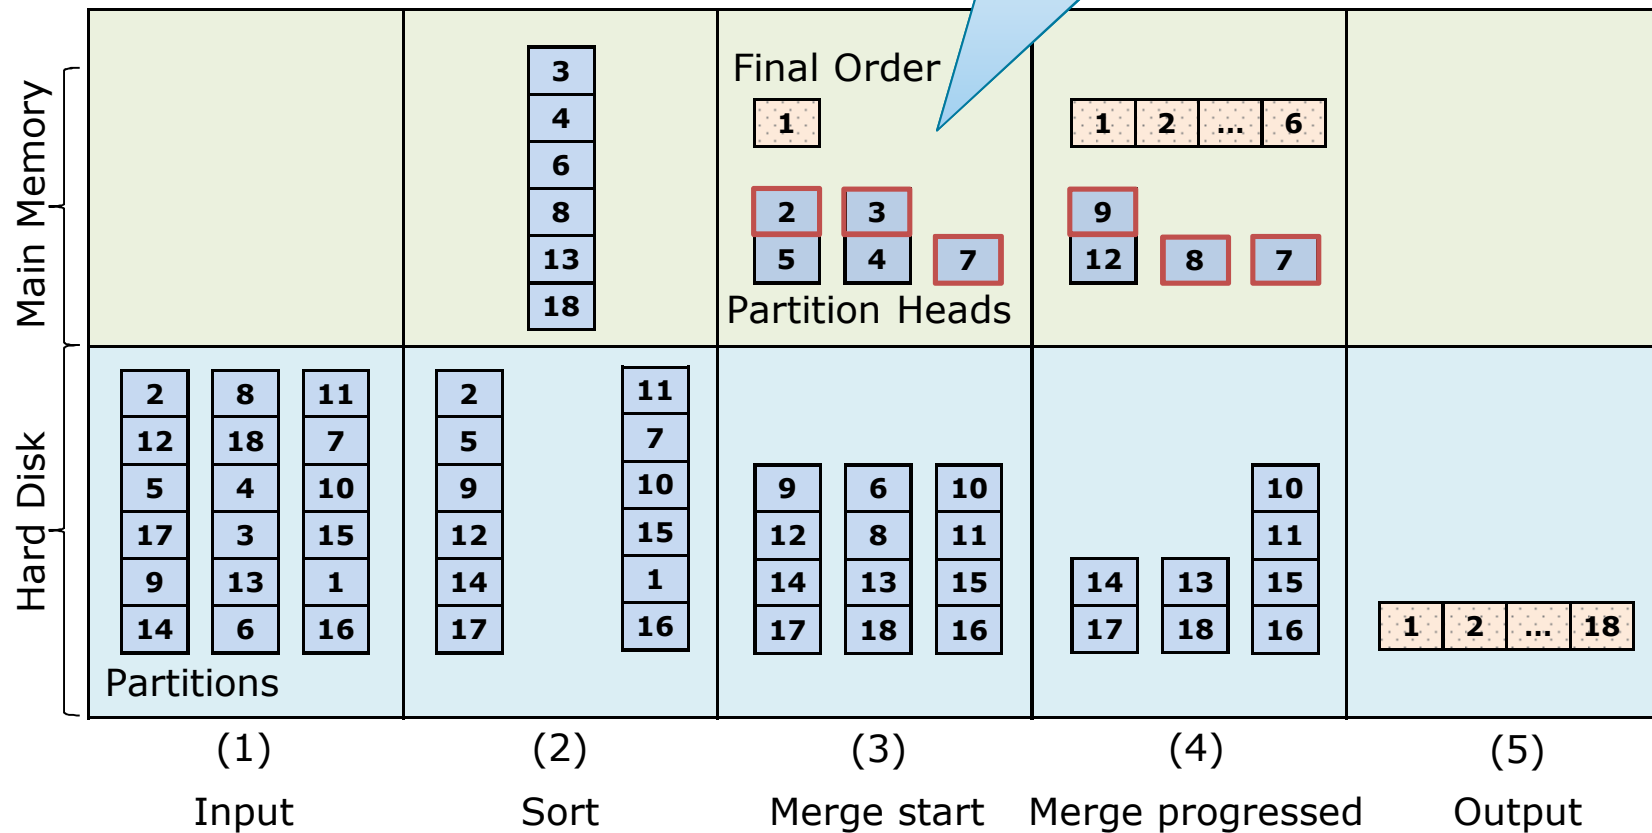 Main Memory
Hard Disk
3
4
6
8
13
18
Final Order
1
2 3
5 4 7
Partition Heads
1 2 ... 6
9
12 8 7
2 8 11
12 18 7
5 4 10
17 3 15
9 13 1
14 6 16
Partitions
2 11
5 7
9 10
12 15
14 1
17 16
9 6 10
12 8 11
14 13 15
17 18 16
10
11
14 13 15
17 18 16
1 2 ... 18
(1) (2) (3) (4) (5)
Input Sort Merge start Merge progressed Output